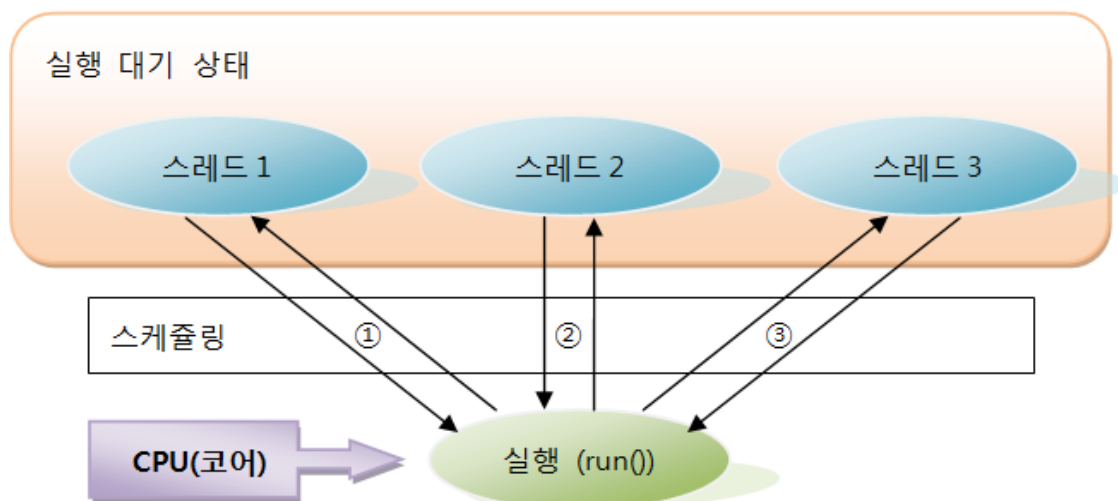 실행 대기 상태
스레드 1 스레드 2 스레드 3
스케쥴링 ① ② ③
CPU(코어) 실행 (run())